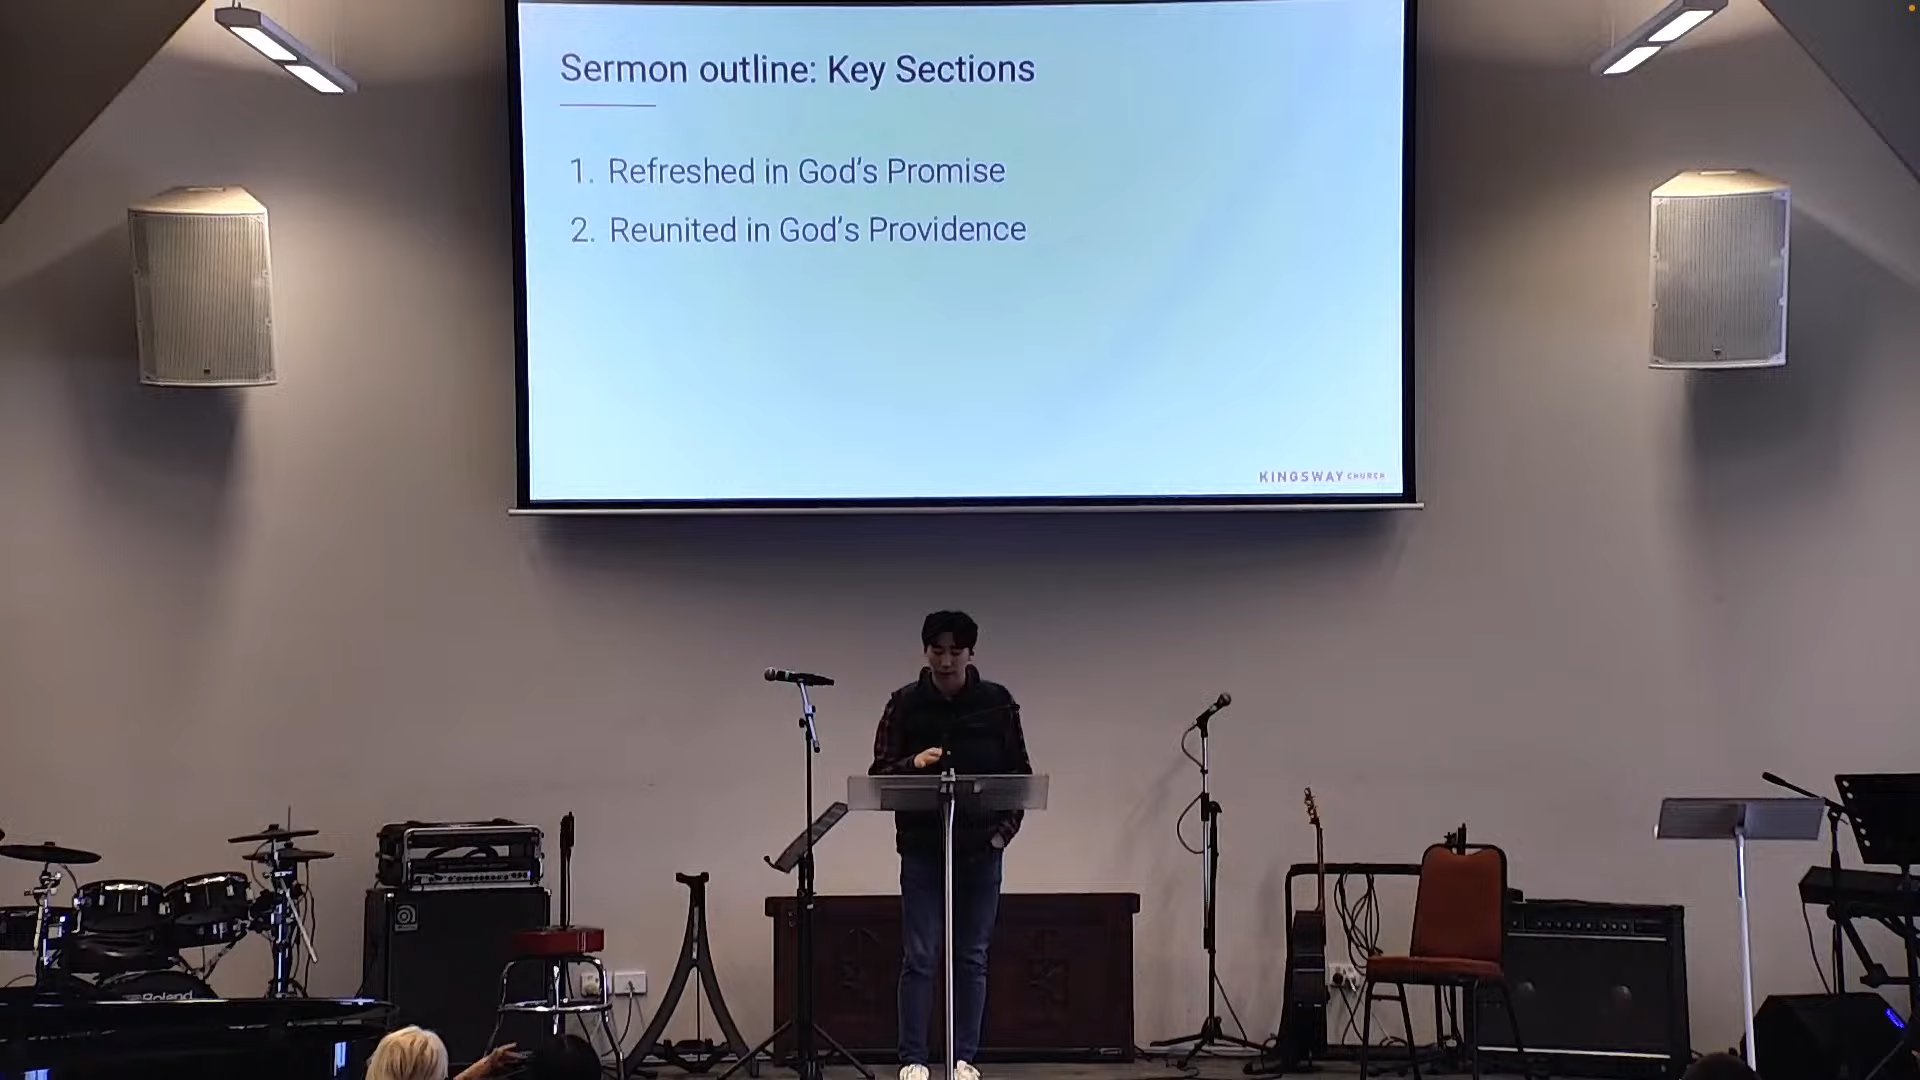 Sermon outline: Key Sections
1. Refreshed in God's Promise
2. Reunited in God's Providence
KINGSWAY CHURCH
Roland